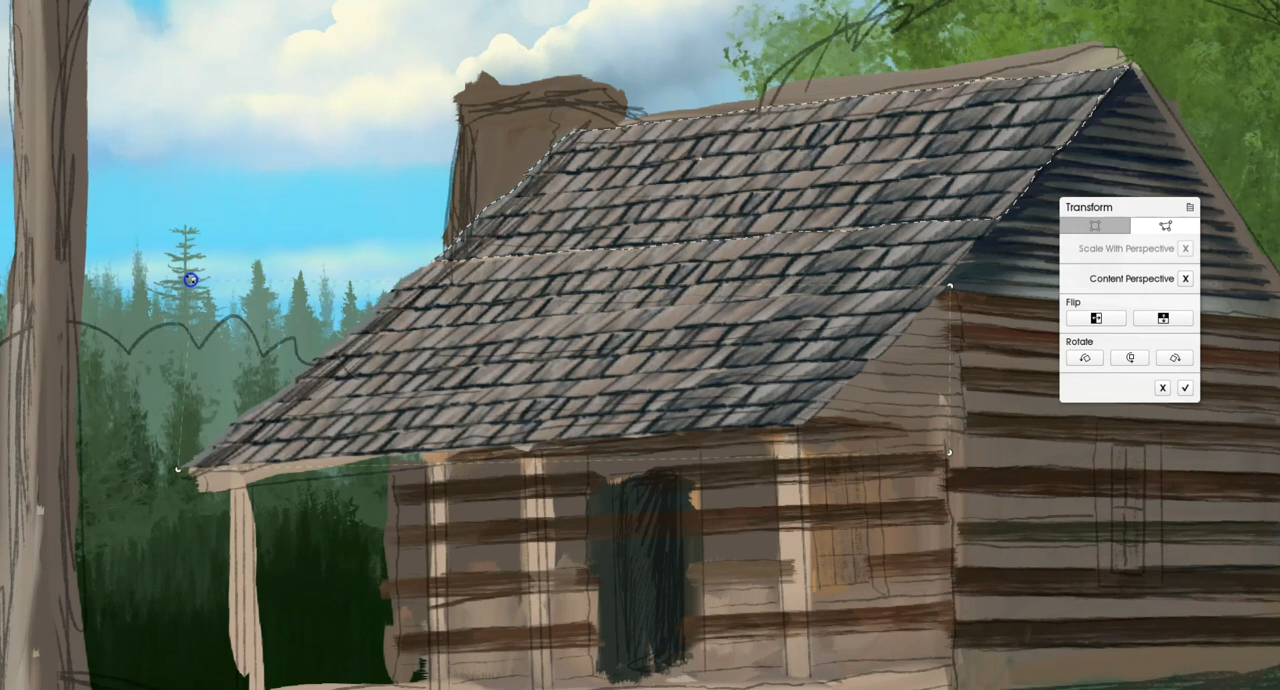 Transform
Scale With Perspective X
Content Perspective X
Flip
Rotate
X